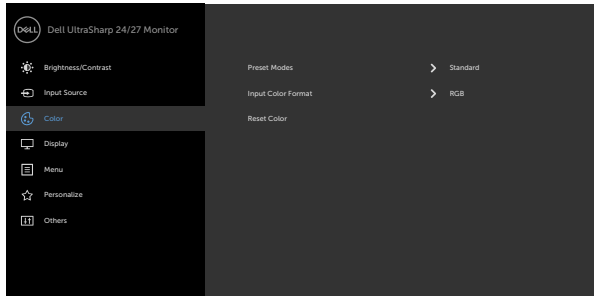 DELL Dell UltraSharp 24/27 Monitor
Brightness/Contrast
Preset Modes Standard
Input Source
Input Color Format RGB
Color
Reset Color
Display
Menu
Personalize
Others